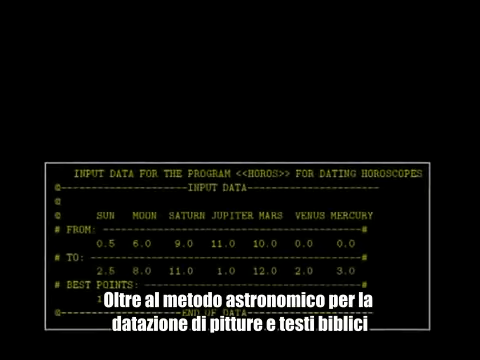 INPUT DATA FOR THE PROGRAM <<HOROS>> FOR DATING HOROSCOPES
@--------------------INPUT DATA---------------------
@
@ SUN MOON SATURN JUPITER MARS VENUS MERCURY
# FROM: -----------------------------------------#
0.5 6.0 9.0 11.0 10.0 0.0 0.0
# TO: --------------------------------------------#
2.5 8.0 11.0 1.0 12.0 2.0 3.0
# BEST POINTS: ----------------------------------#
Oltre al metodo astronomico per la
@-------------------END OF DATA---------------------
datazione di pitture e testi biblici